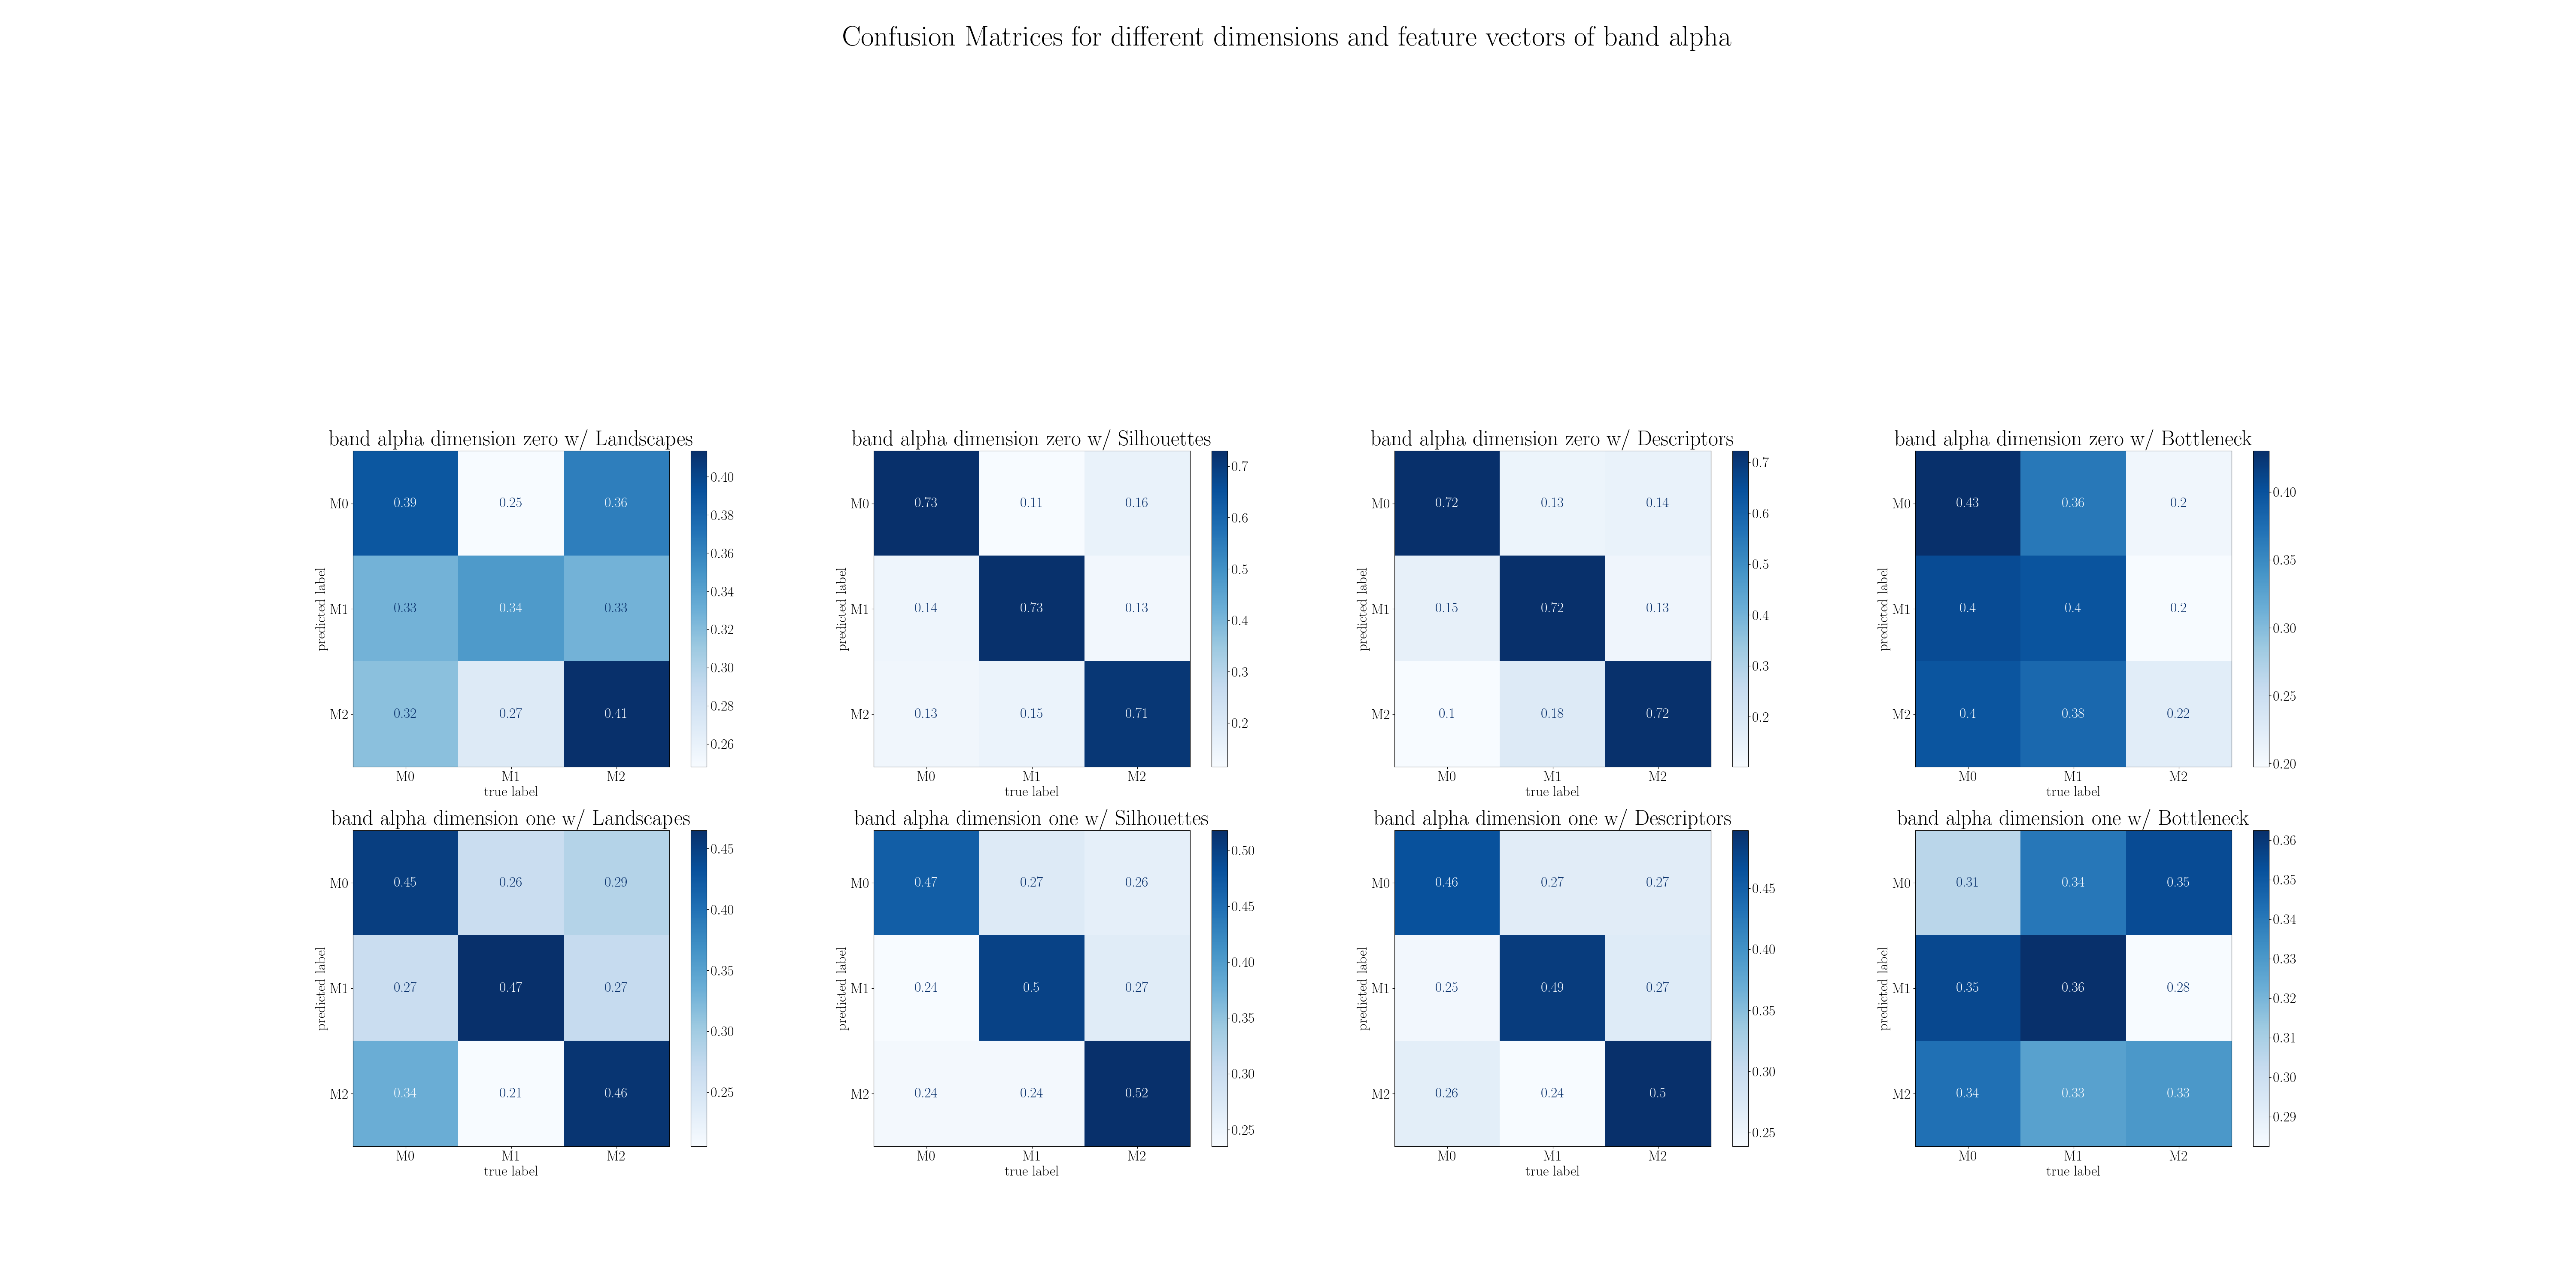 Confusion Matrices for different dimensions and feature vectors of band alpha
band alpha dimension zero w/ Landscapes
predicted label
M0 0.39 0.25 0.36
M1 0.33 0.34 0.33
M2 0.32 0.27 0.41
M0 M1 M2
true label
0.40
0.38
0.36
0.34
0.32
0.30
0.28
0.26
band alpha dimension zero w/ Silhouettes
predicted label
M0 0.73 0.11 0.16
M1 0.14 0.73 0.13
M2 0.13 0.15 0.71
M0 M1 M2
true label
0.7
0.6
0.5
0.4
0.3
0.2
band alpha dimension zero w/ Descriptors
predicted label
M0 0.72 0.13 0.14
M1 0.15 0.72 0.13
M2 0.1 0.18 0.72
M0 M1 M2
true label
0.7
0.6
0.5
0.4
0.3
0.2
band alpha dimension zero w/ Bottleneck
predicted label
M0 0.43 0.36 0.2
M1 0.4 0.4 0.2
M2 0.4 0.38 0.22
M0 M1 M2
true label
0.40
0.35
0.30
0.25
0.20
band alpha dimension one w/ Landscapes
predicted label
M0 0.45 0.26 0.29
M1 0.27 0.47 0.27
M2 0.34 0.21 0.46
M0 M1 M2
true label
0.45
0.40
0.35
0.30
0.25
band alpha dimension one w/ Silhouettes
predicted label
M0 0.47 0.27 0.26
M1 0.24 0.5 0.27
M2 0.24 0.24 0.52
M0 M1 M2
true label
0.50
0.45
0.40
0.35
0.30
0.25
band alpha dimension one w/ Descriptors
predicted label
M0 0.46 0.27 0.27
M1 0.25 0.49 0.27
M2 0.26 0.24 0.5
M0 M1 M2
true label
0.45
0.40
0.35
0.30
0.25
band alpha dimension one w/ Bottleneck
predicted label
M0 0.31 0.34 0.35
M1 0.35 0.36 0.28
M2 0.34 0.33 0.33
M0 M1 M2
true label
0.36
0.35
0.34
0.33
0.32
0.31
0.30
0.29